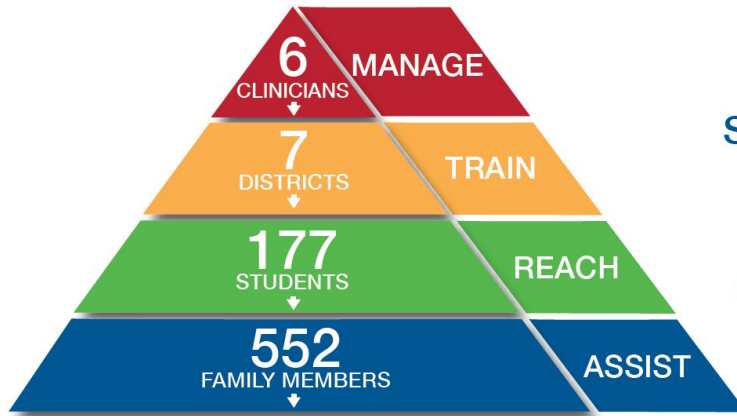 6
CLINICIANS
MANAGE
7
DISTRICTS
TRAIN
S
177
STUDENTS
REACH
552
FAMILY MEMBERS
ASSIST